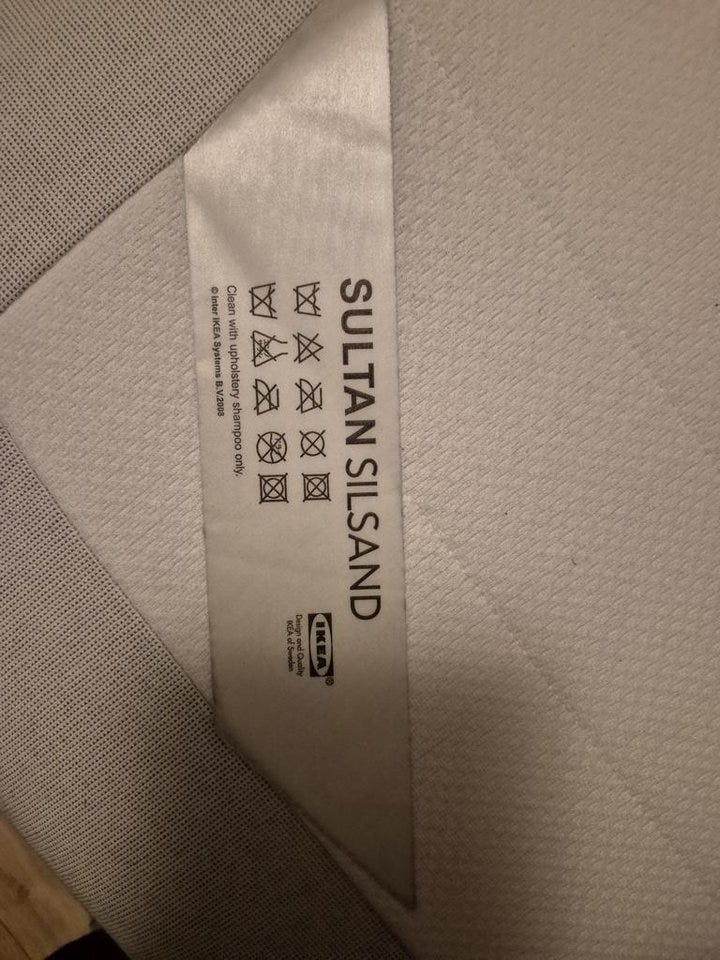 SULTAN SILSAND
Clean with upholstery shampoo only.
© Inter IKEA Systems B.V.2008
IKEA®
Design and Quality
IKEA of Sweden